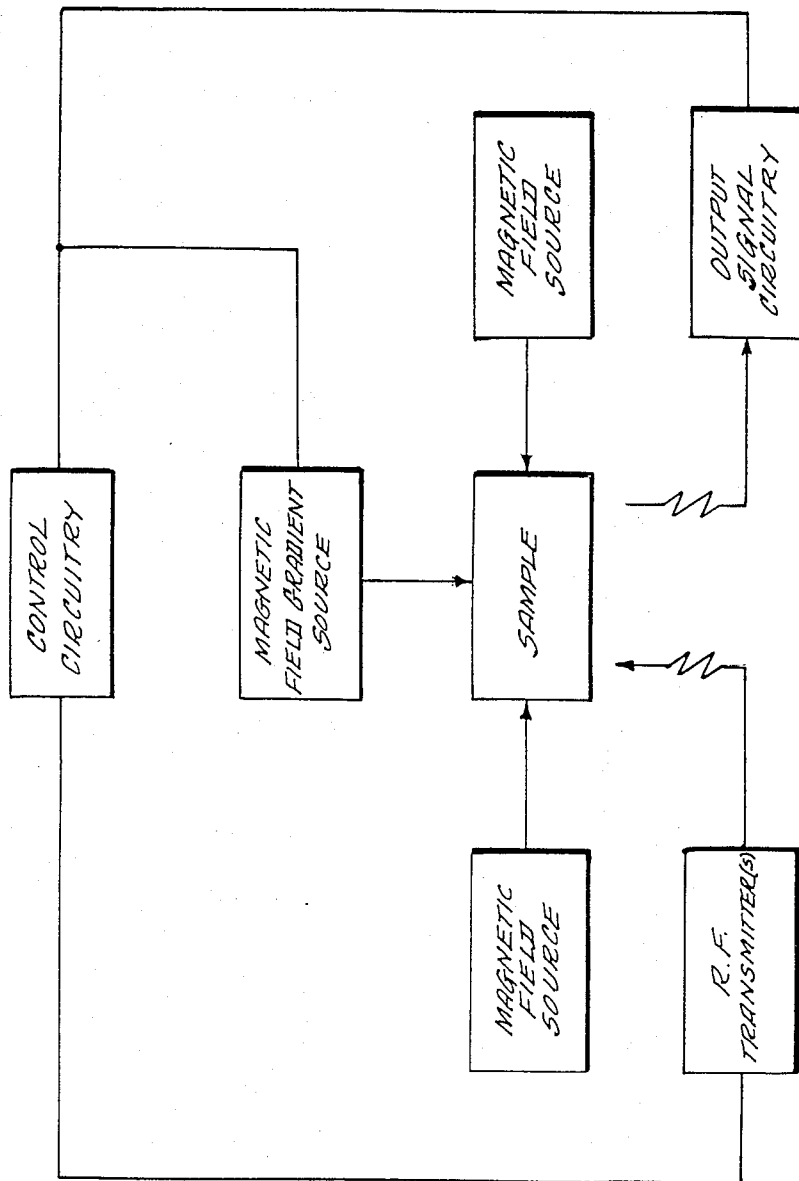 CONTROL
CIRCUITRY
MAGNETIC
FIELD GRADIENT
SOURCE
MAGNETIC
FIELD
SOURCE
SAMPLE
MAGNETIC
FIELD
SOURCE
R.F.
TRANSMITTER(S)
OUTPUT
SIGNAL
CIRCUITRY